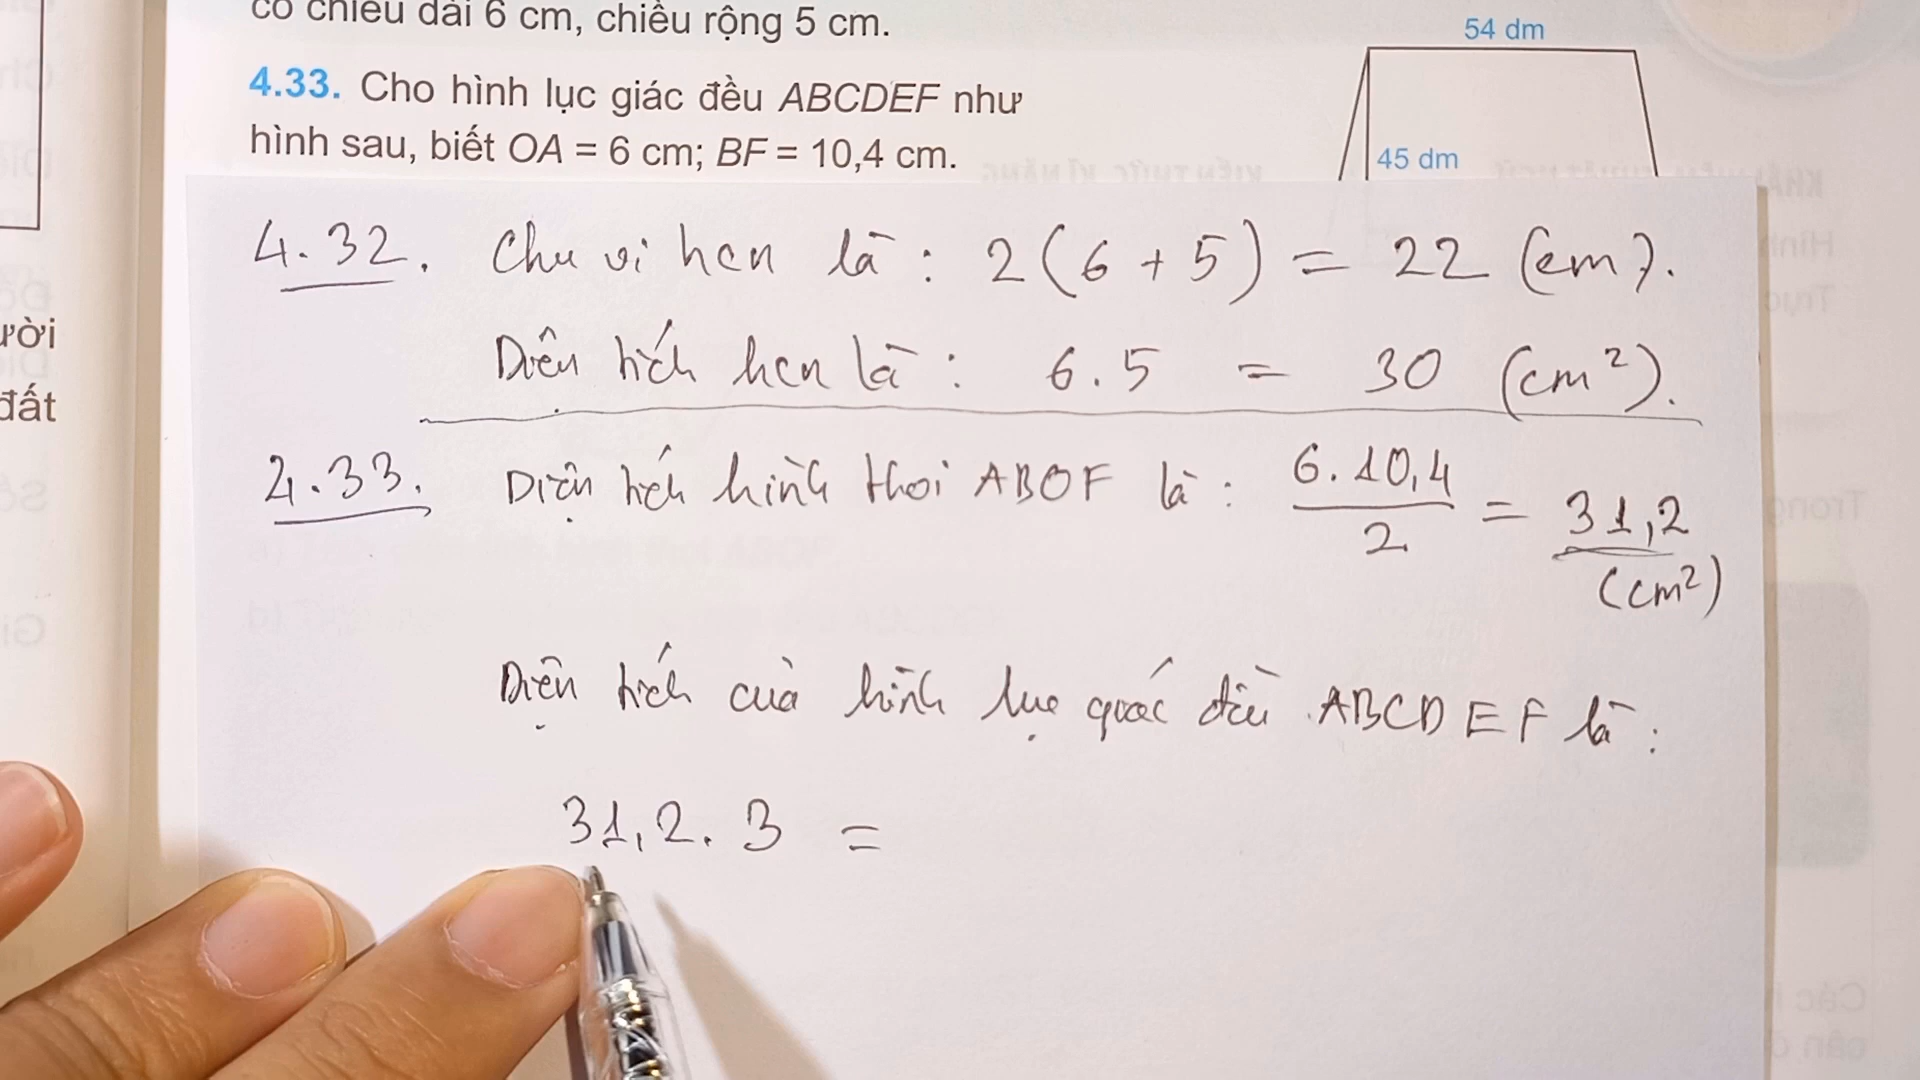 có chiều dài 6 cm, chiều rộng 5 cm.
54 dm
4.33. Cho hình lục giác đều ABCDEF như
hình sau, biết OA = 6 cm; BF = 10,4 cm.
45 dm
ười
đất
4.32. Chu vi hcn là : 2(6+5) = 22 (cm).
Diện tích hcn là : 6.5 = 30 (cm²).
4.33. Diện tích hình thoi ABOF là : 6.10,4 / 2 = 31,2
(cm²)
Diện tích của hình lục giác đều ABCDEF là :
31,2. 3 =